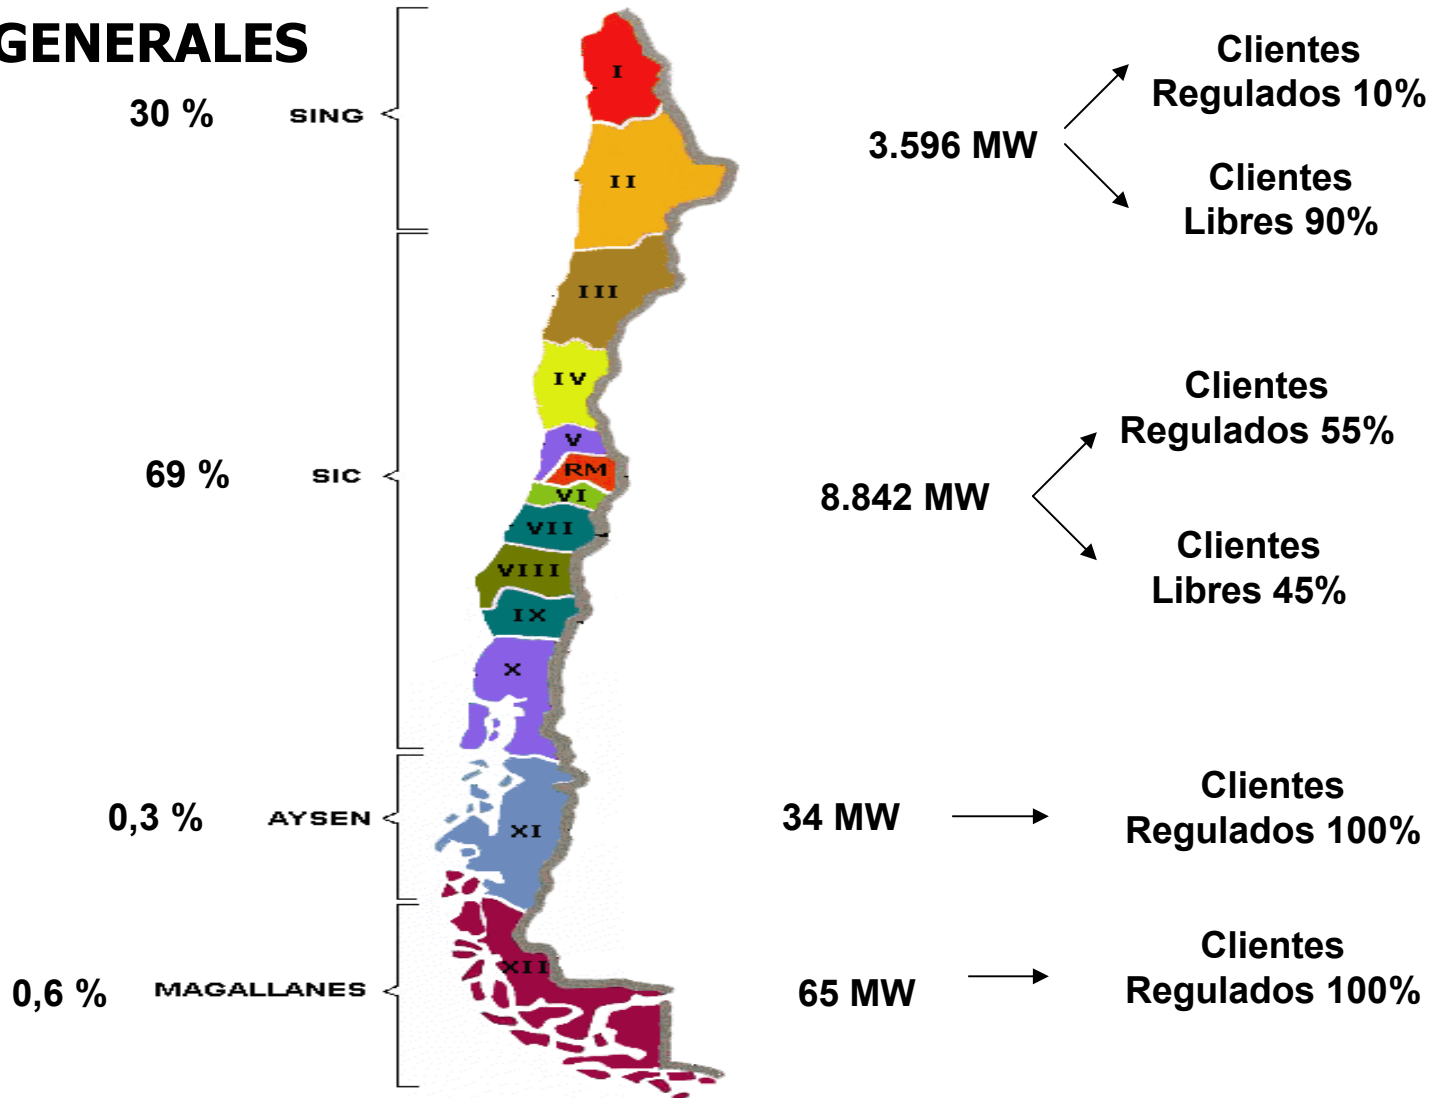 GENERALES
30 %
SING
I
II
3.596 MW
Clientes
Regulados 10%
Clientes
Libres 90%
III
IV
V
RM
VI
VII
VIII
IX
X
69 %
SIC
8.842 MW
Clientes
Regulados 55%
Clientes
Libres 45%
0,3 %
AYSEN
XI
34 MW
Clientes
Regulados 100%
0,6 %
MAGALLANES
XII
65 MW
Clientes
Regulados 100%